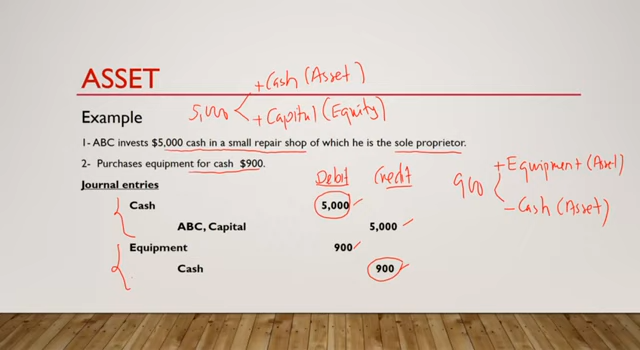 ASSET
+ Cash (Asset)
5,000
+ Capital (Equity)
Example
1- ABC invests $5,000 cash in a small repair shop of which he is the sole proprietor.
2- Purchases equipment for cash $900.
+ Equipment (Asset)
900
- Cash (Asset)
Journal entries Debit Credit
Cash 5,000
ABC, Capital 5,000
Equipment 900
Cash 900